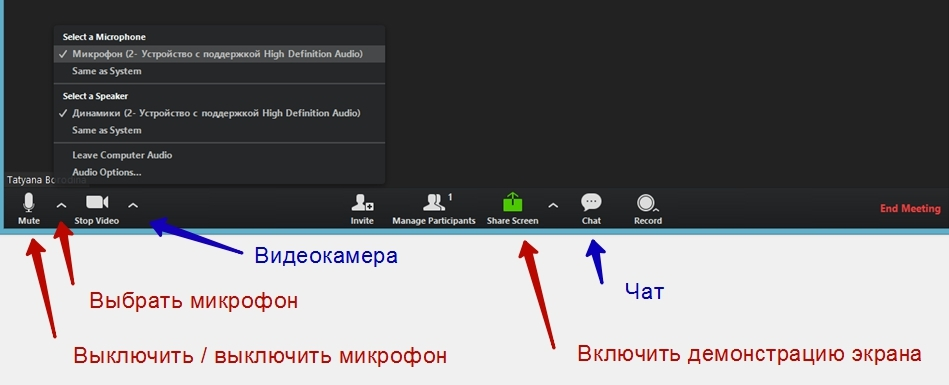 Select a Microphone
✓ Микрофон (2- Устройство с поддержкой High Definition Audio)
Same as System
Select a Speaker
✓ Динамики (2- Устройство с поддержкой High Definition Audio)
Same as System
Leave Computer Audio
Audio Options...
Tatyana
Mute
Stop Video
Invite
1
Manage Participants
Share Screen
Chat
Record
End Meeting
Видеокамера
Выбрать микрофон
Чат
Выключить / выключить микрофон
Включить демонстрацию экрана